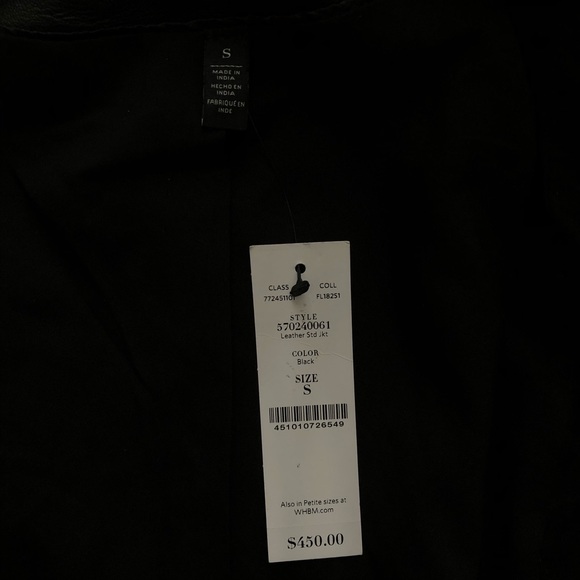 S
MADE IN
INDIA
HECHO EN
INDIA
FABRIQUÉ EN
INDE
CLASS COLL
772451101 FL18251
STYLE
570240061
Leather Std Jkt
COLOR
Black
SIZE
S
451010726549
Also in Petite sizes at
WHBM.com
$450.00